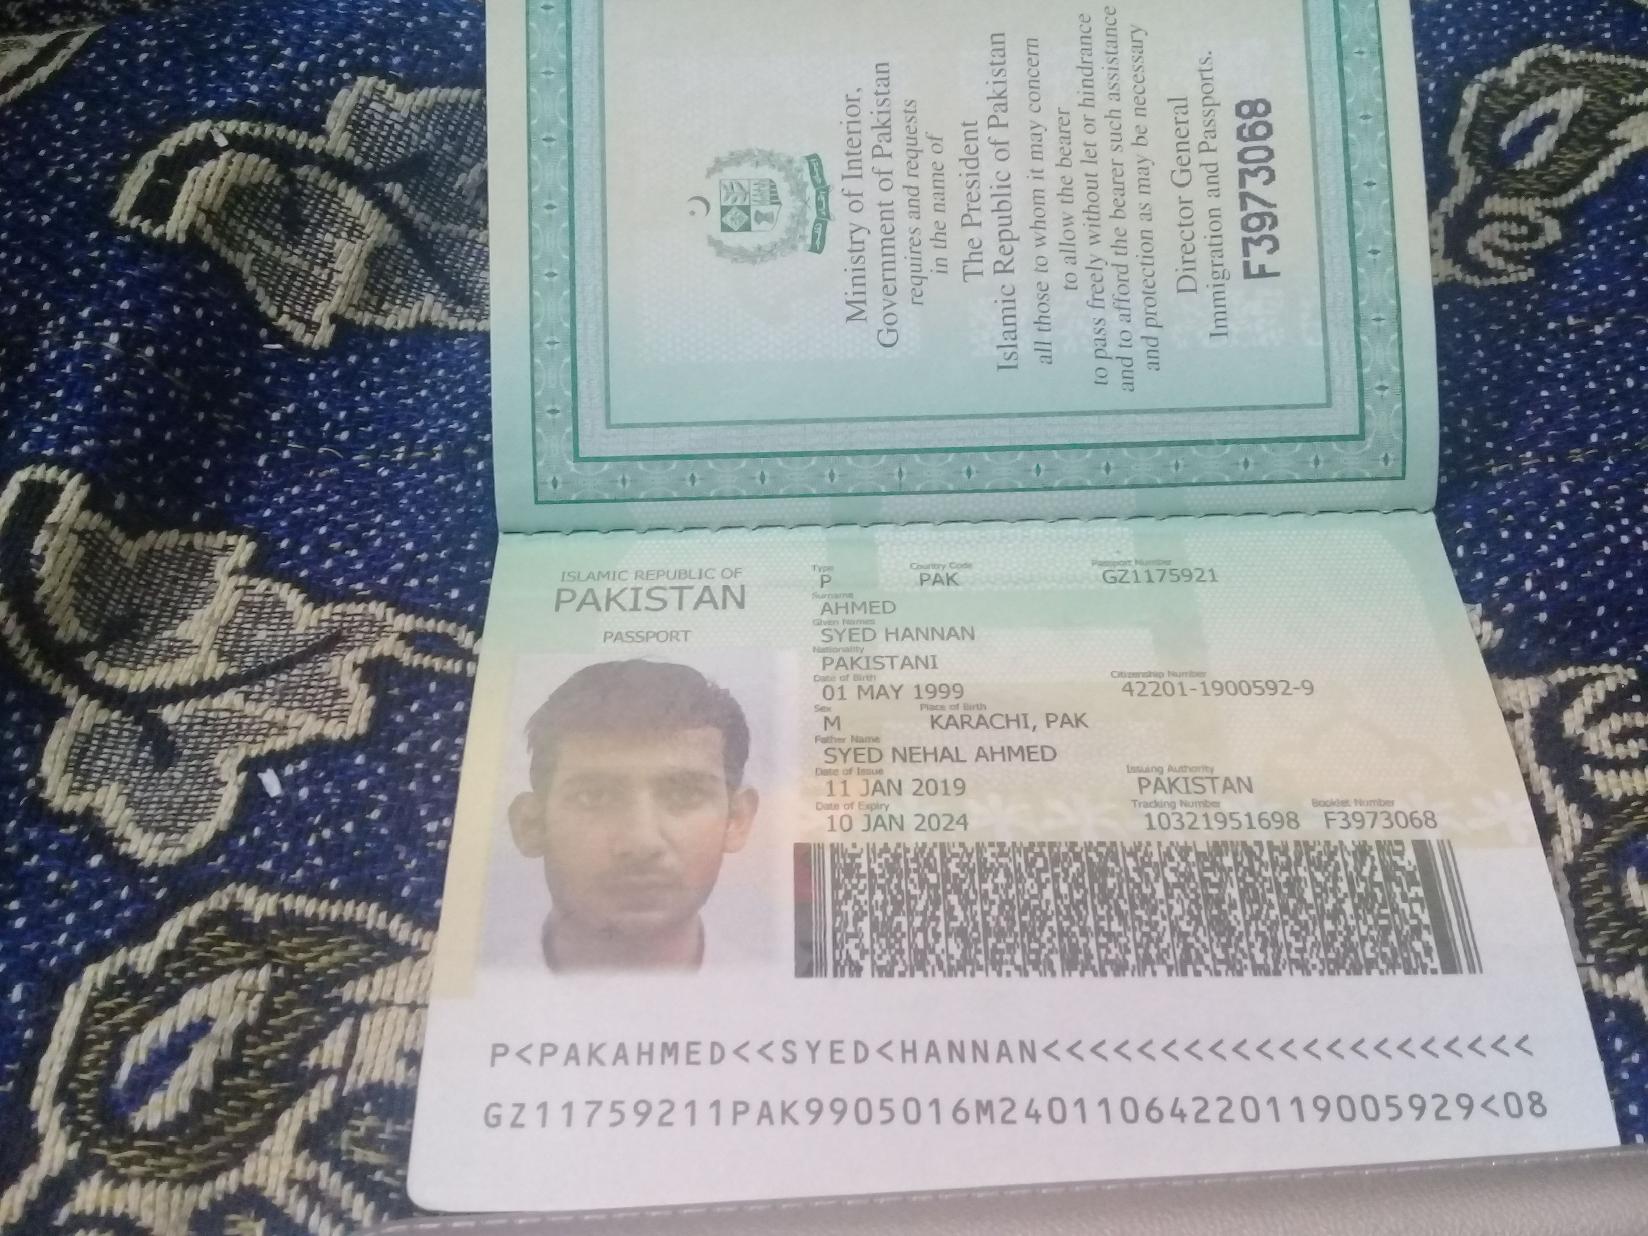 Ministry of Interior,
Government of Pakistan
requires and requests
in the name of
The President
Islamic Republic of Pakistan
all those to whom it may concern
to allow the bearer
to pass freely without let or hindrance
and to afford the bearer such assistance
and protection as may be necessary
Director General
Immigration and Passports.
F3973068
ISLAMIC REPUBLIC OF
PAKISTAN
PASSPORT
Type Country Code Passport Number
P PAK GZ1175921
Surname
AHMED
Given Names
SYED HANNAN
Nationality
PAKISTANI
Date of Birth Citizenship Number
01 MAY 1999 42201-1900592-9
Sex Place of Birth
M KARACHI, PAK
Father Name
SYED NEHAL AHMED
Date of Issue Issuing Authority
11 JAN 2019 PAKISTAN
Date of Expiry Tracking Number Booklet Number
10 JAN 2024 10321951698 F3973068
P<PAKAHMED<<SYED<HANNAN<<<<<<<<<<<<<<<<<<<<<
GZ11759211PAK9905016M24011064220119005929<08